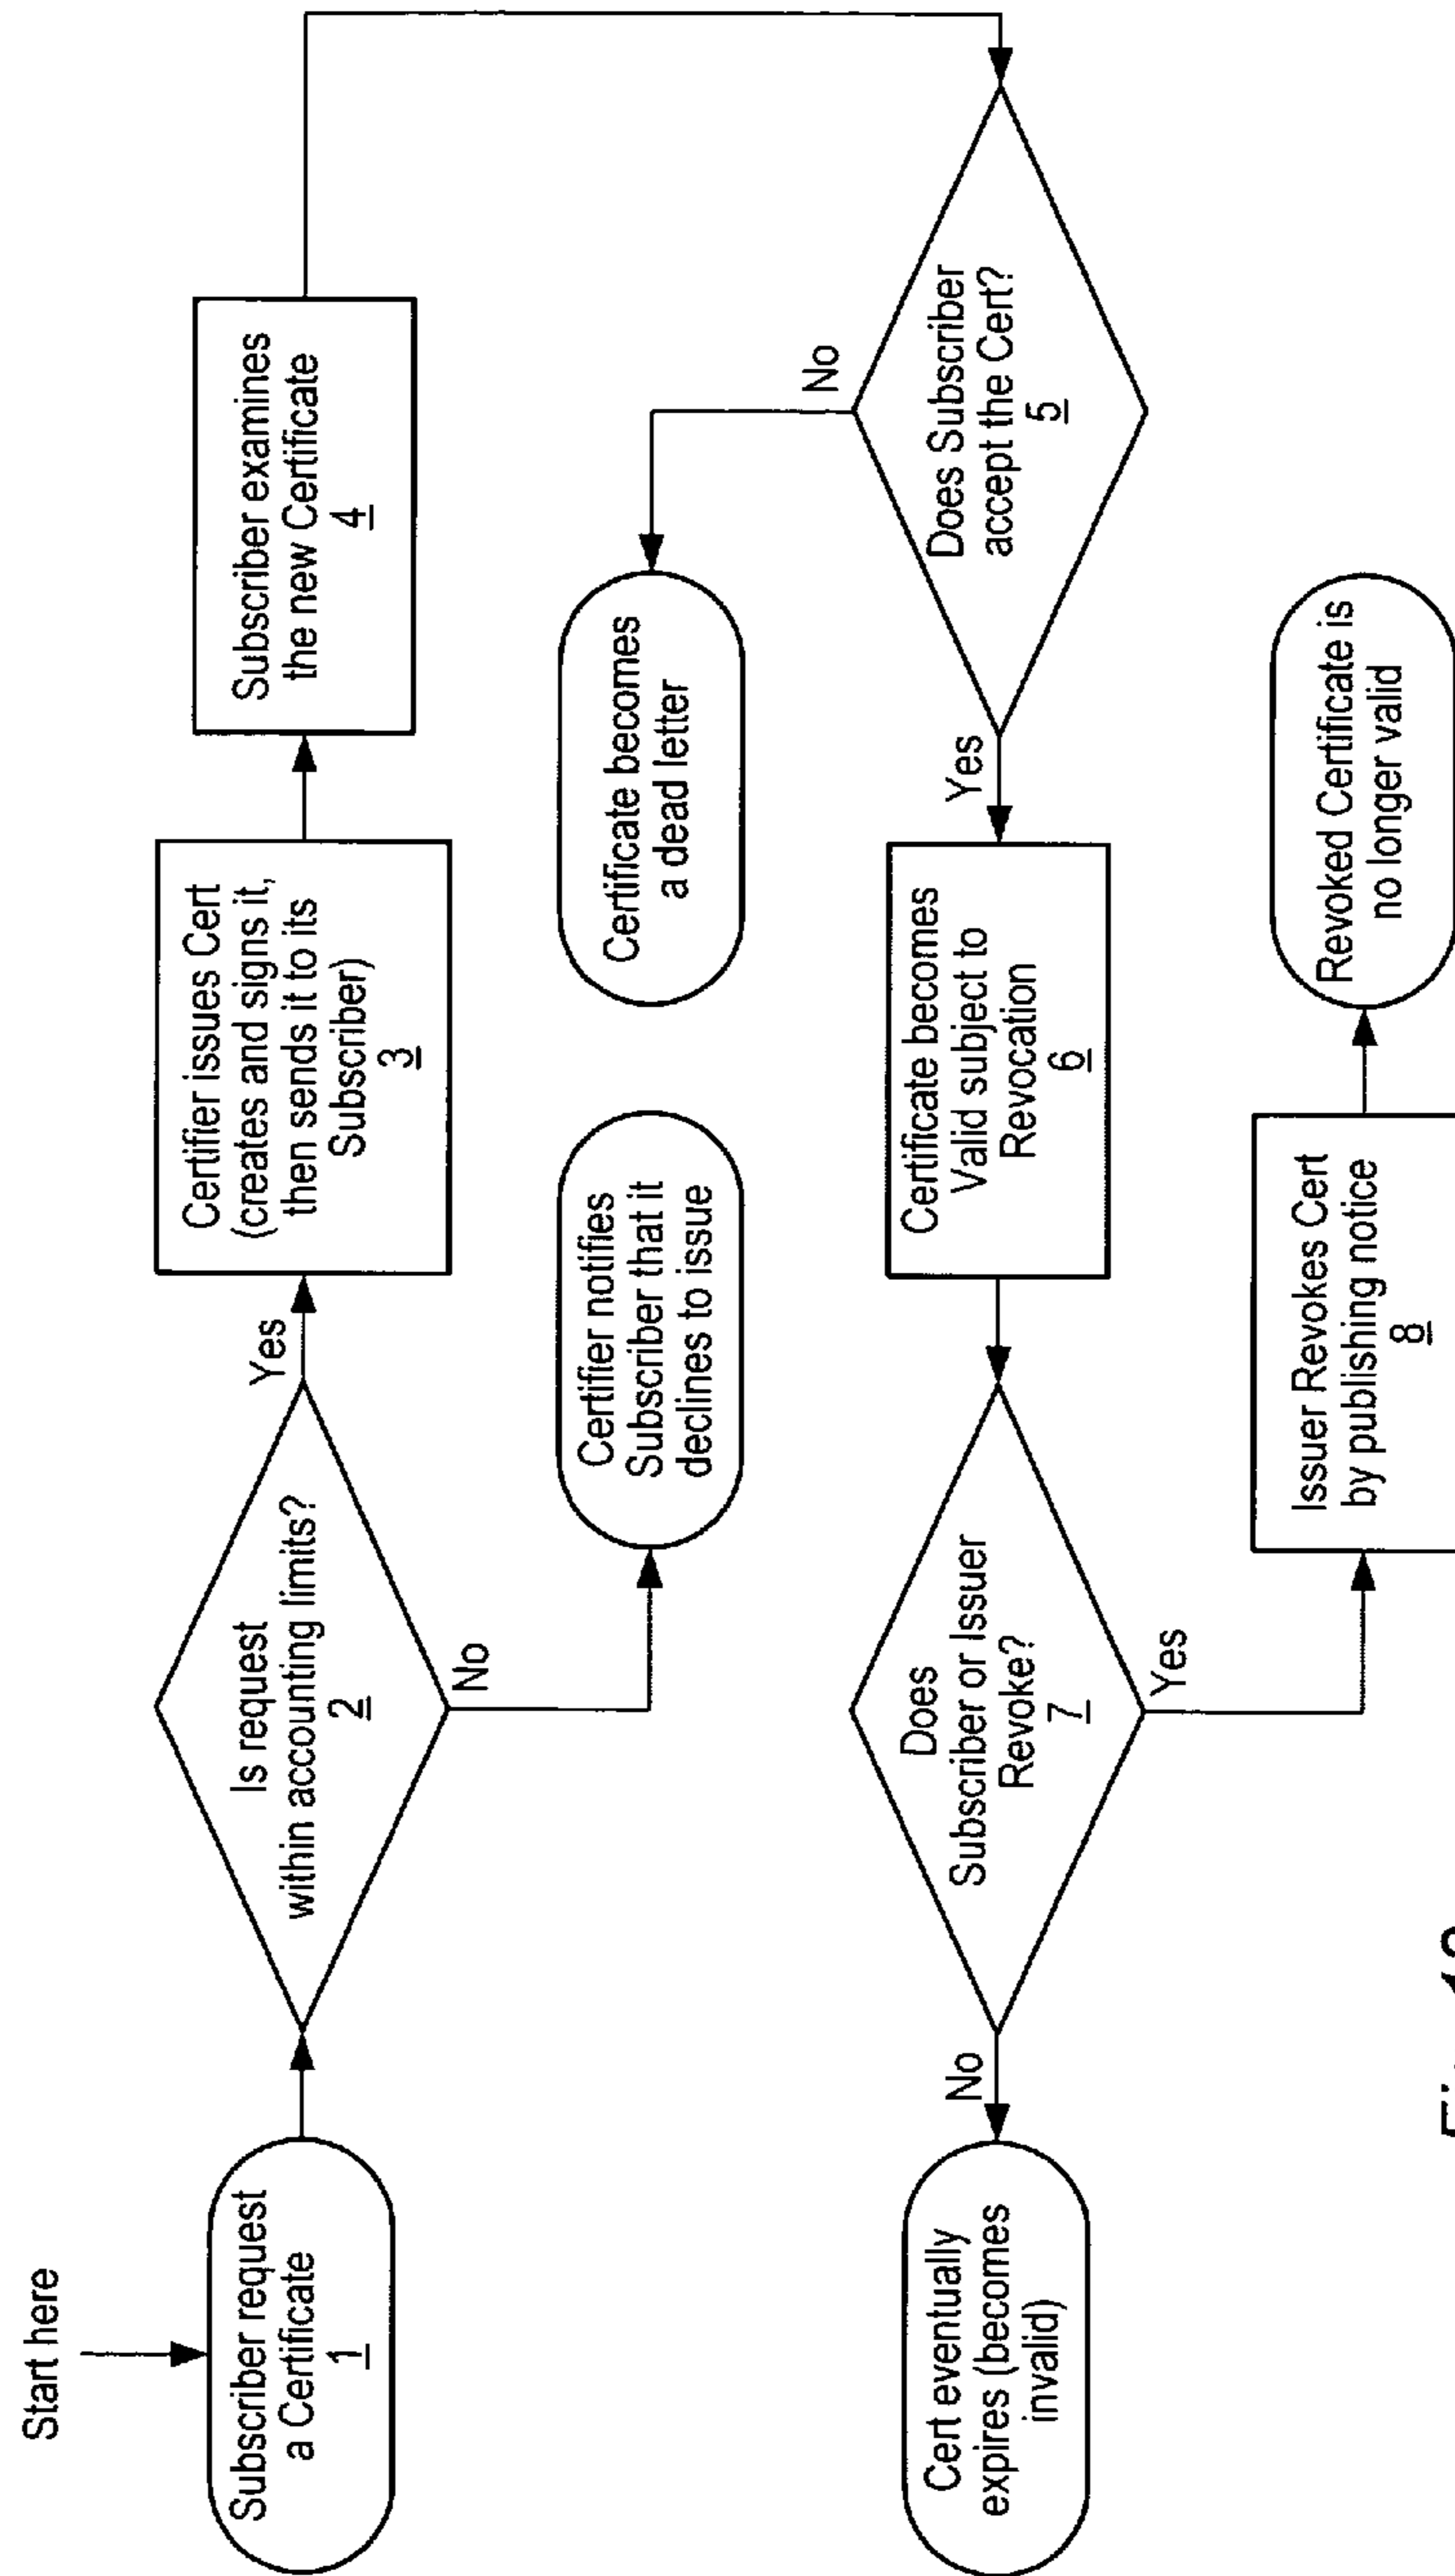 Start here
Subscriber request
a Certificate
1
Is request
within accounting limits?
2
Yes
No
Certifier issues Cert
(creates and signs it,
then sends it to its
Subscriber)
3
Certifier notifies
Subscriber that it
declines to issue
Subscriber examines
the new Certificate
4
Does Subscriber
accept the Cert?
5
No
Certificate becomes
a dead letter
Yes
Certificate becomes
Valid subject to
Revocation
6
Does
Subscriber or Issuer
Revoke?
7
No
Cert eventually
expires (becomes
invalid)
Yes
Issuer Revokes Cert
by publishing notice
8
Revoked Certificate is
no longer valid